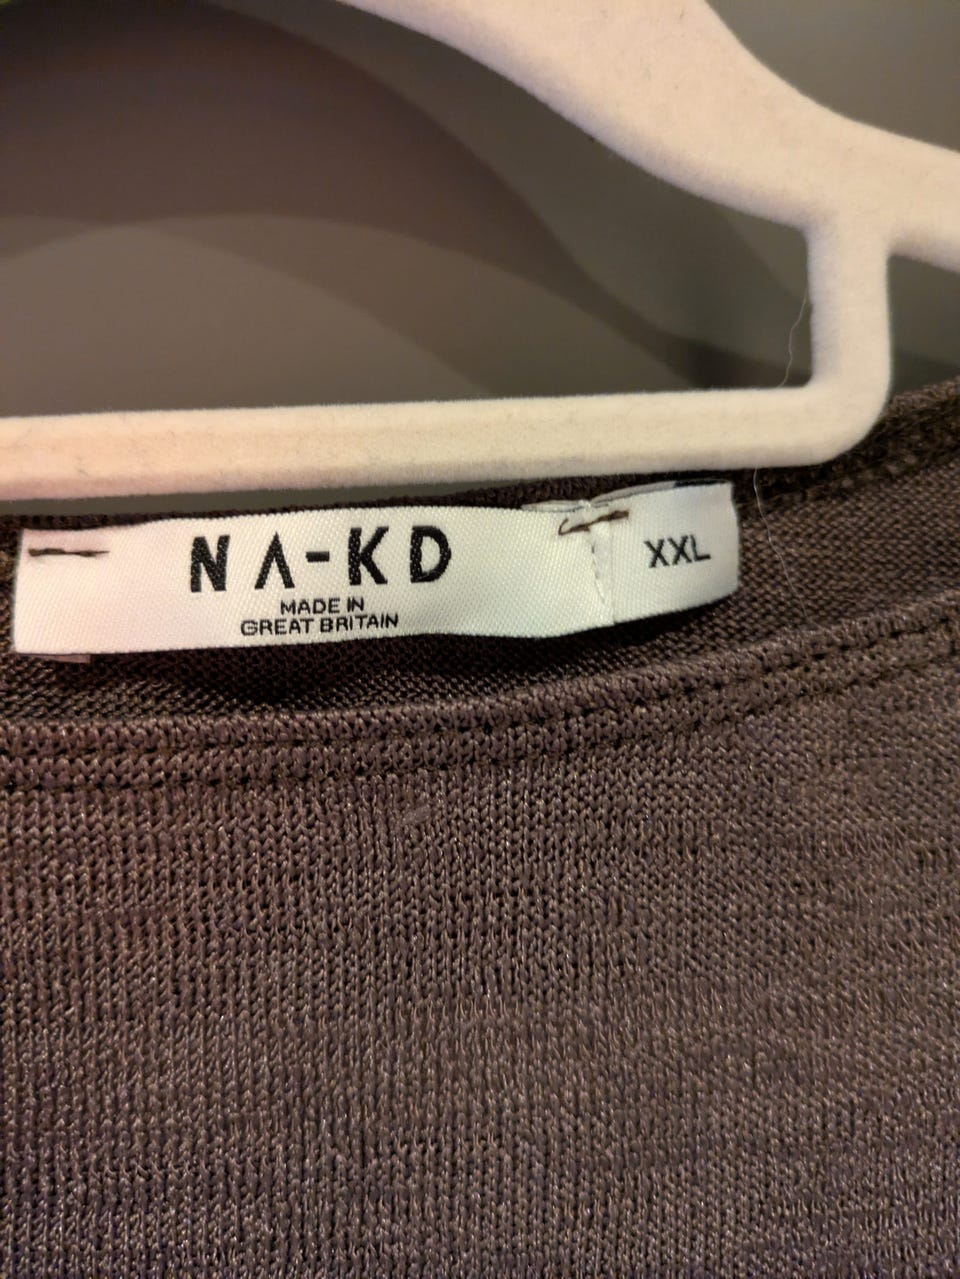 NA-KD
MADE IN
GREAT BRITAIN
XXL